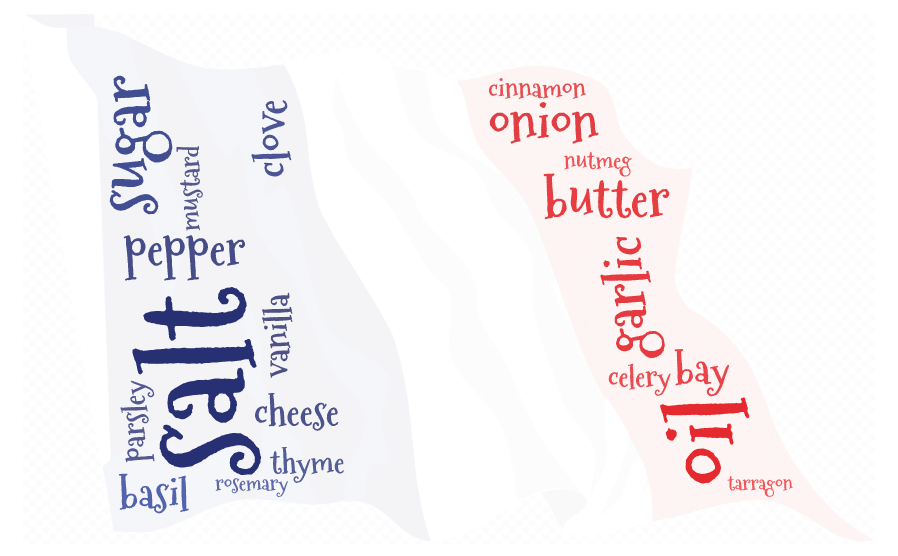 sugar
clove
mustard
pepper
salt
vanilla
parsley
cheese
thyme
rosemary
basil
cinnamon
onion
nutmeg
butter
garlic
celery
bay
oil
tarragon